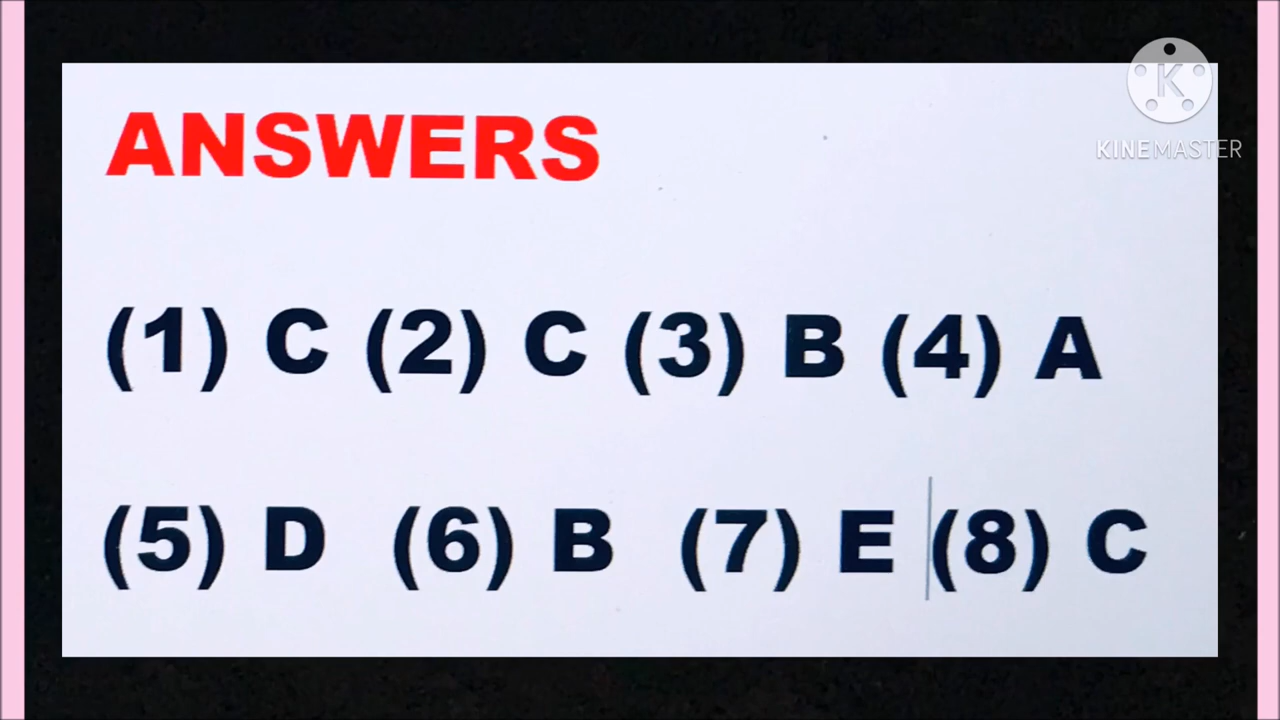 K
KINEMASTER
ANSWERS
(1) C (2) C (3) B (4) A
(5) D (6) B (7) E (8) C